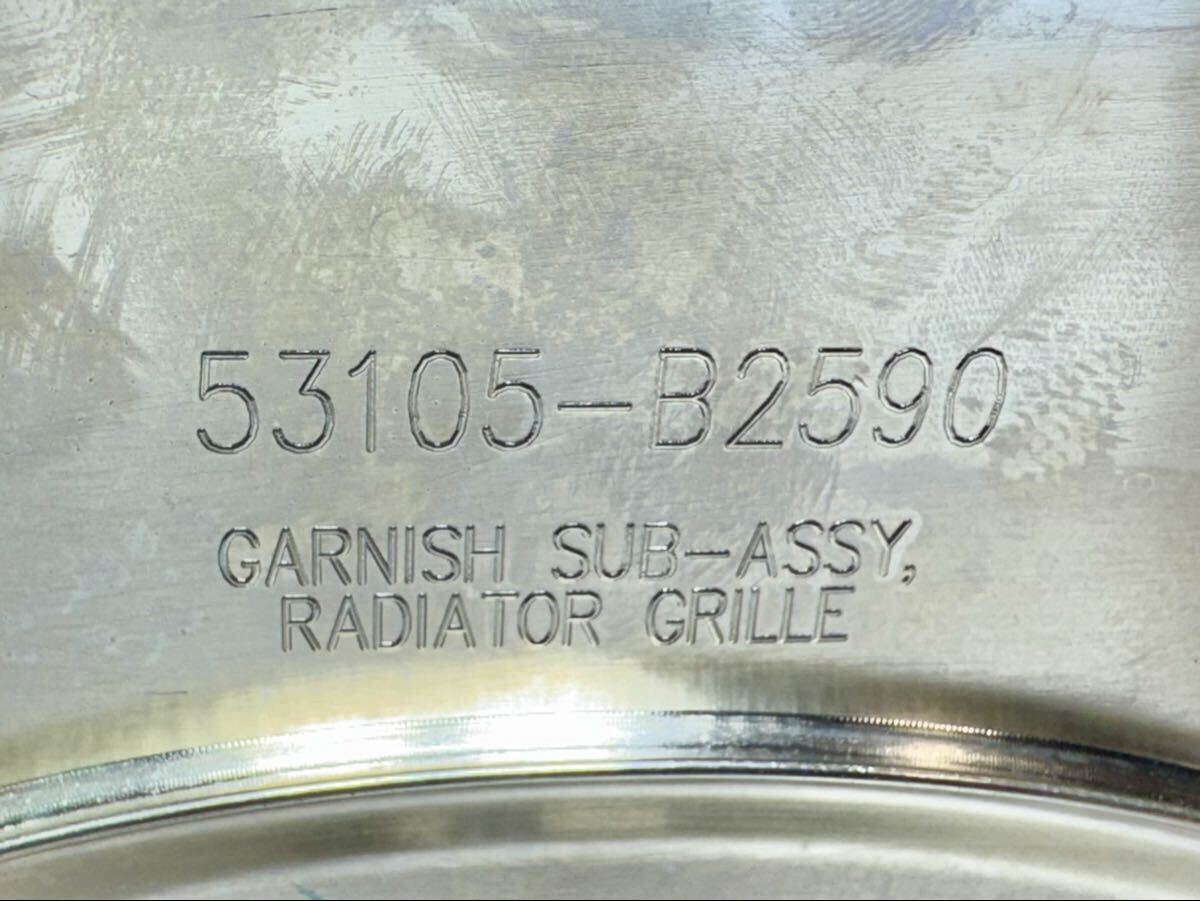 53105-B2590
GARNISH SUB-ASSY,
RADIATOR GRILLE